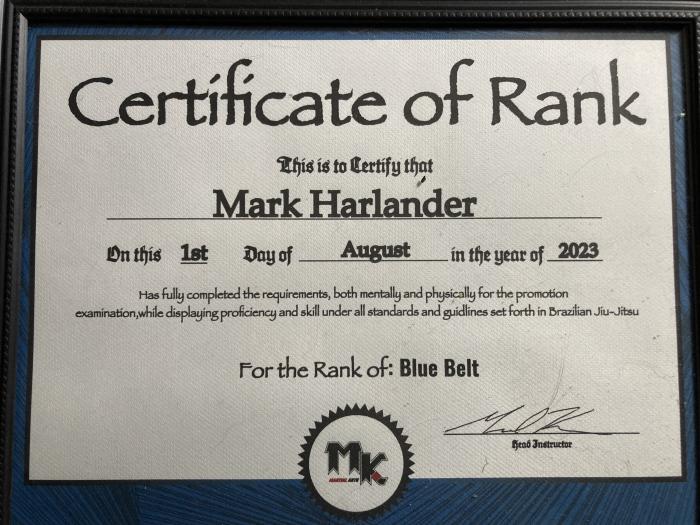 Certificate of Rank
This is to Certify that
Mark Harlander
On this 1st Day of August in the year of 2023
Has fully completed the requirements, both mentally and physically for the promotion
examination,while displaying proficiency and skill under all standards and guidlines set forth in Brazilian Jiu-Jitsu
For the Rank of: Blue Belt
Head Instructor
MK
MARTIAL ARTS